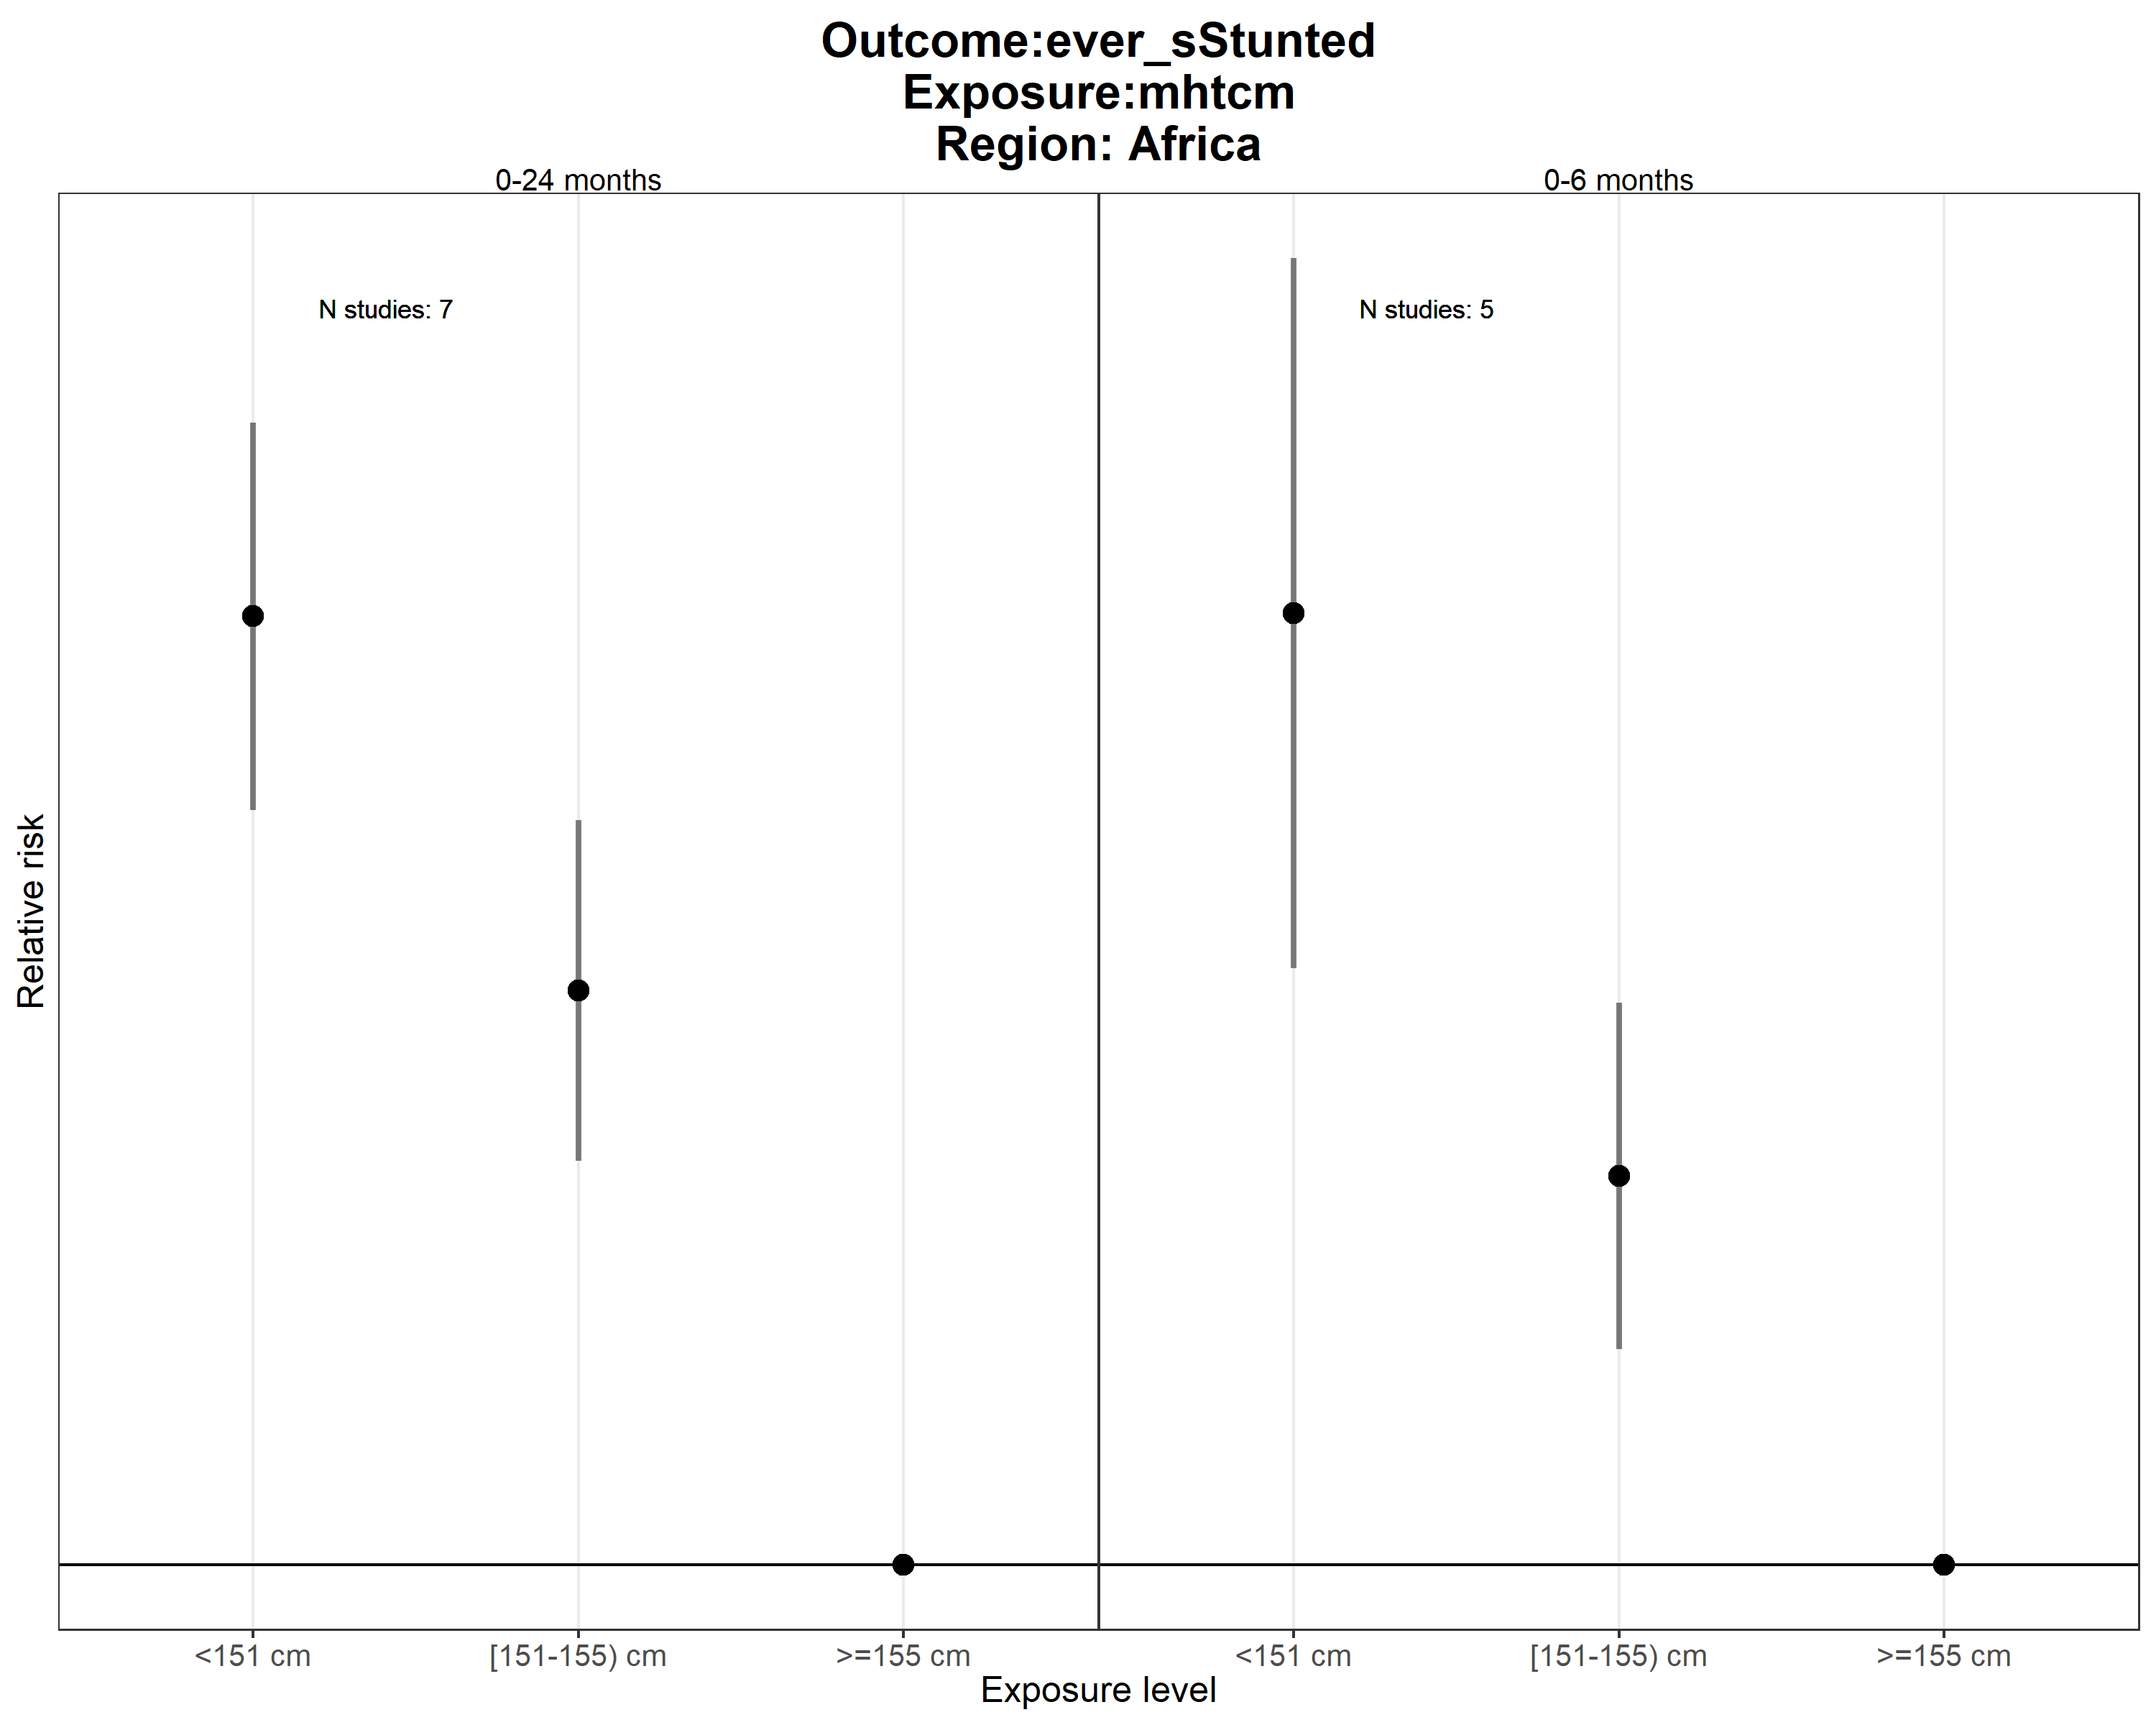 Outcome:ever_sStunted
Exposure:mhtcm
Region: Africa
0-24 months
0-6 months
N studies: 7
N studies: 5
Relative risk
<151 cm
[151-155) cm
>=155 cm
<151 cm
[151-155) cm
>=155 cm
Exposure level